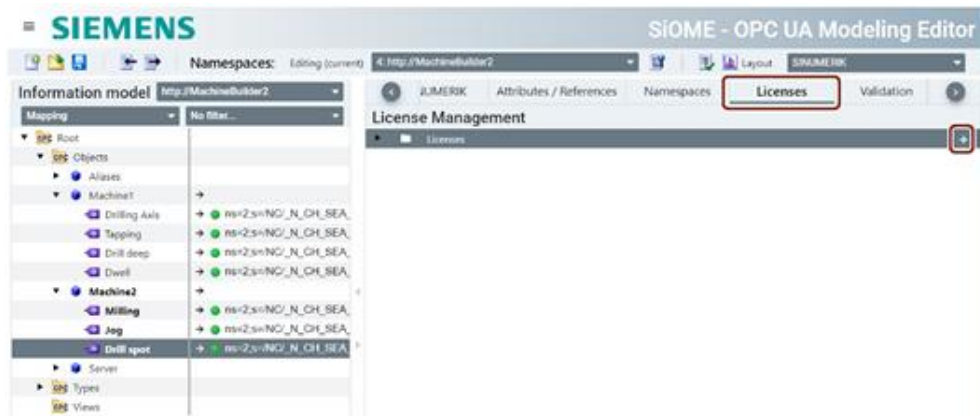 SIEMENS
SiOME - OPC UA Modeling Editor
Namespaces: Editing (current) 4: http://MachineBuilder2 Layout SINUMERIK
Information model http://MachineBuilder2
Attributes / References Namespaces Licenses Validation
Mapping No filter...
License Management
Root
Licenses
Objects
Aliases
Machine1
Drilling Axis ns=2;s=/NC/_N_CH_SEA_
Tapping ns=2;s=/NC/_N_CH_SEA_
Drill deep ns=2;s=/NC/_N_CH_SEA_
Dwell ns=2;s=/NC/_N_CH_SEA_
Machine2
Milling ns=2;s=/NC/_N_CH_SEA_
Jog ns=2;s=/NC/_N_CH_SEA_
Drill spot ns=2;s=/NC/_N_CH_SEA_
Server
Types
Views